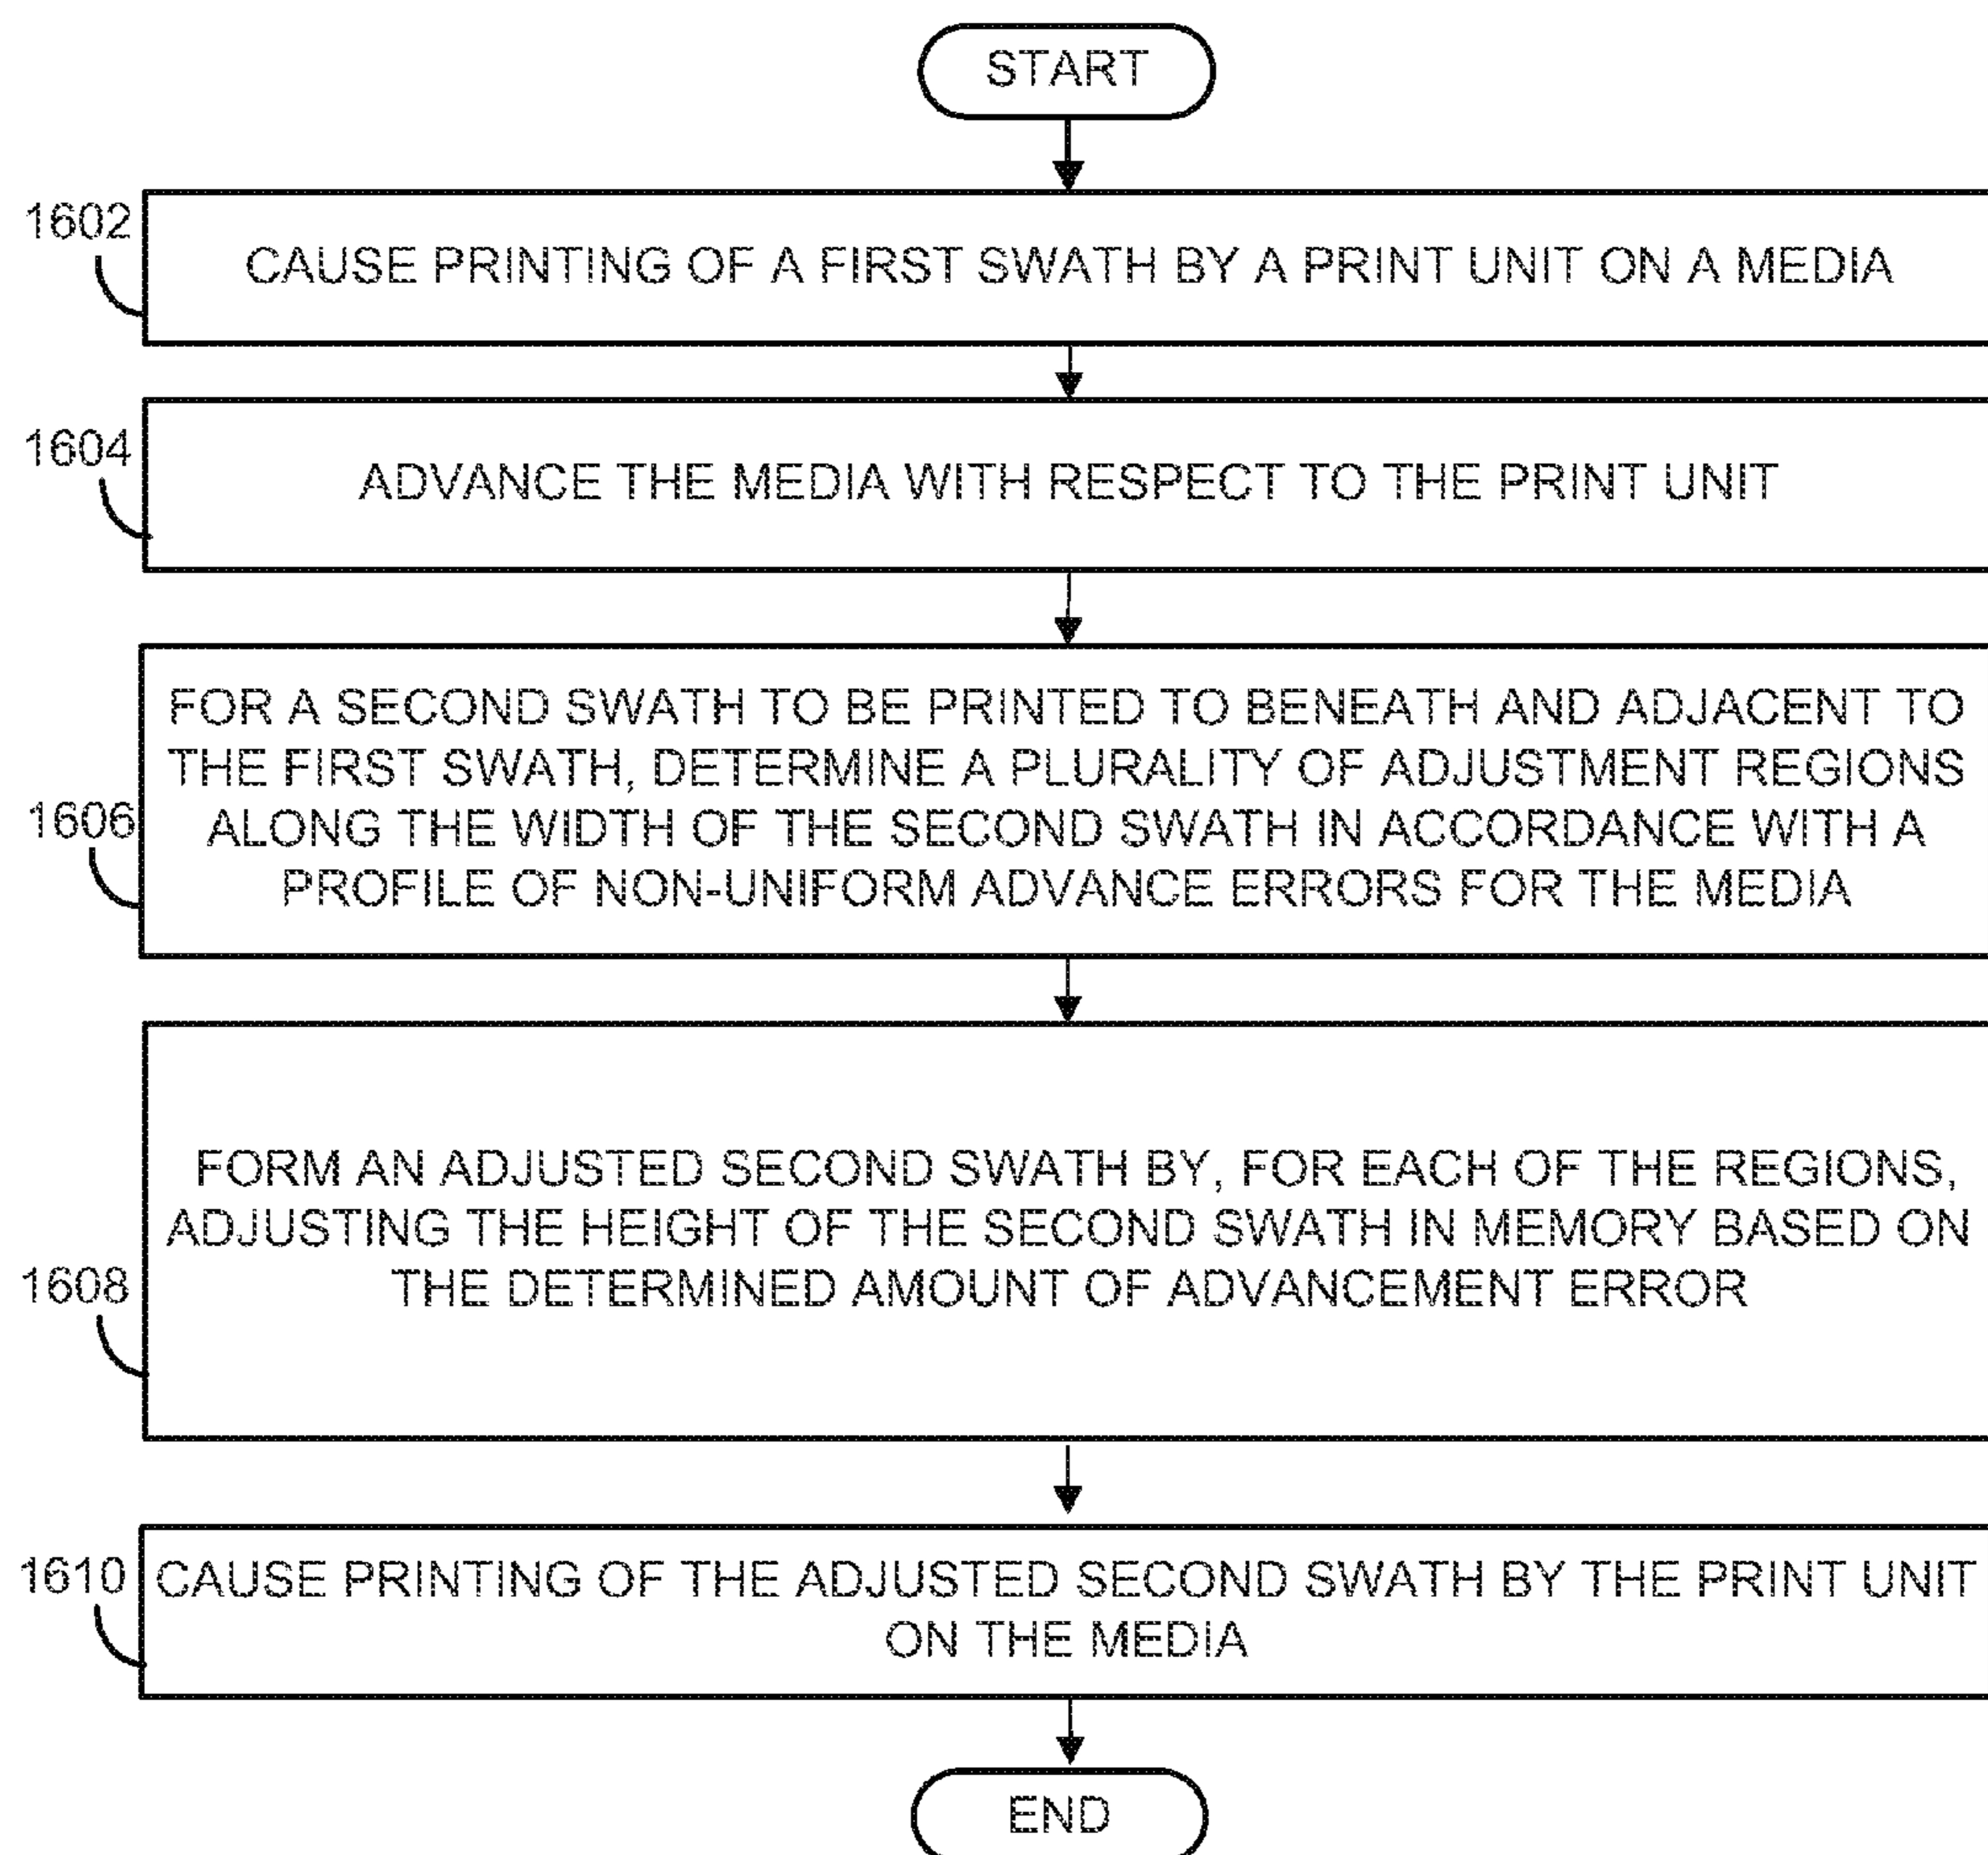 START
1602
CAUSE PRINTING OF A FIRST SWATH BY A PRINT UNIT ON A MEDIA
1604
ADVANCE THE MEDIA WITH RESPECT TO THE PRINT UNIT
1606
FOR A SECOND SWATH TO BE PRINTED TO BENEATH AND ADJACENT TO
THE FIRST SWATH, DETERMINE A PLURALITY OF ADJUSTMENT REGIONS
ALONG THE WIDTH OF THE SECOND SWATH IN ACCORDANCE WITH A
PROFILE OF NON-UNIFORM ADVANCE ERRORS FOR THE MEDIA
1608
FORM AN ADJUSTED SECOND SWATH BY, FOR EACH OF THE REGIONS,
ADJUSTING THE HEIGHT OF THE SECOND SWATH IN MEMORY BASED ON
THE DETERMINED AMOUNT OF ADVANCEMENT ERROR
1610
CAUSE PRINTING OF THE ADJUSTED SECOND SWATH BY THE PRINT UNIT
ON THE MEDIA
END